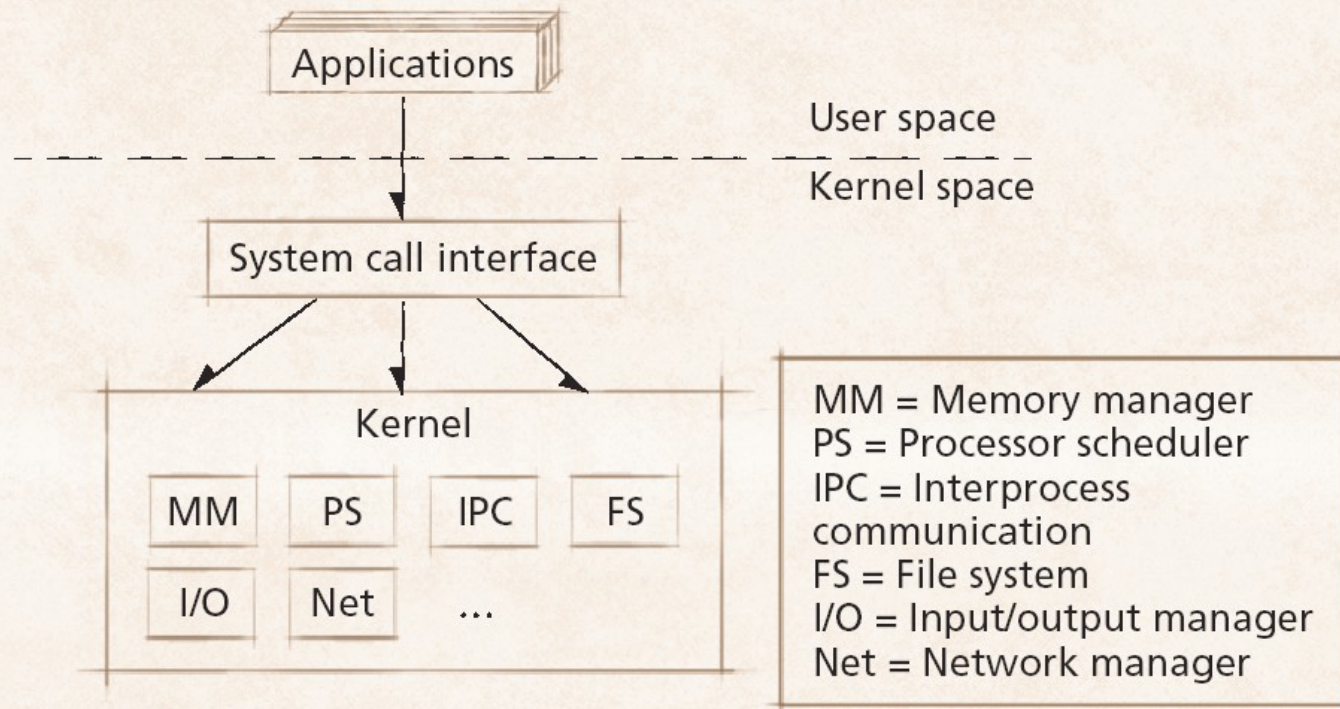 Applications
User space
Kernel space
System call interface
Kernel
MM PS IPC FS
I/O Net ...
MM = Memory manager
PS = Processor scheduler
IPC = Interprocess
communication
FS = File system
I/O = Input/output manager
Net = Network manager